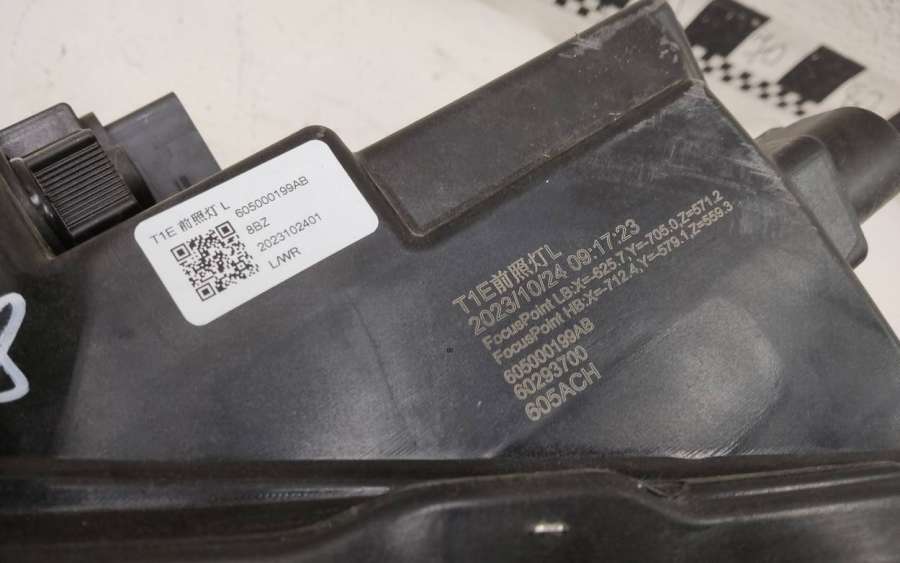 T1E 前照灯 L
605000199AB
8BZ
2023102401
L/WR
T1E前照灯L
2023/10/24 09:17:23
FocusPoint LB:X=-625.7,Y=-705.0,Z=571.2
FocusPoint HB:X=-712.4,Y=-579.1,Z=559.3
605000199AB
60293700
605ACH